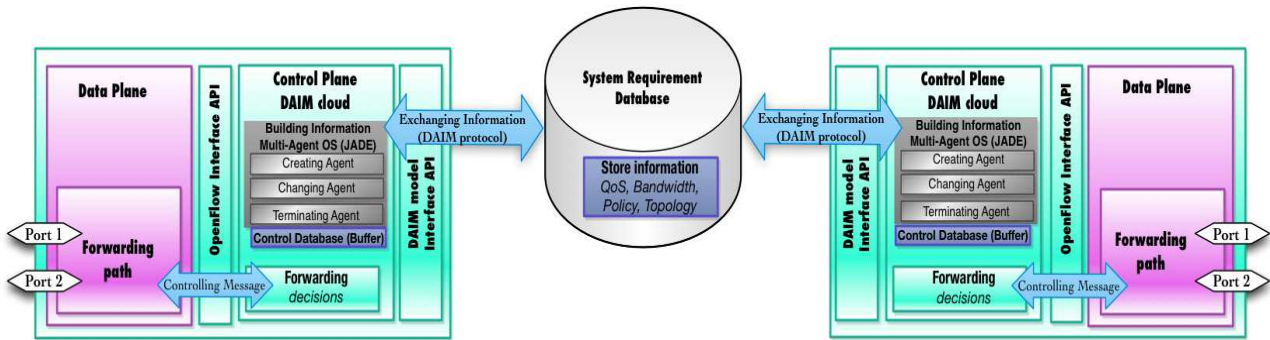 Data Plane
Forwarding
path
Port 1
Port 2
OpenFlow Interface API
Control Plane
DAIM cloud
Building Information
Multi-Agent OS (JADE)
Creating Agent
Changing Agent
Terminating Agent
Control Database (Buffer)
Forwarding
decisions
Controlling Message
DAIM model
Interface API
Exchanging Information
(DAIM protocol)
System Requirement
Database
Store information
QoS, Bandwidth,
Policy, Topology
Exchanging Information
(DAIM protocol)
DAIM model
Interface API
Control Plane
DAIM cloud
Building Information
Multi-Agent OS (JADE)
Creating Agent
Changing Agent
Terminating Agent
Control Database (Buffer)
Forwarding
decisions
Controlling Message
OpenFlow Interface API
Data Plane
Forwarding
path
Port 1
Port 2